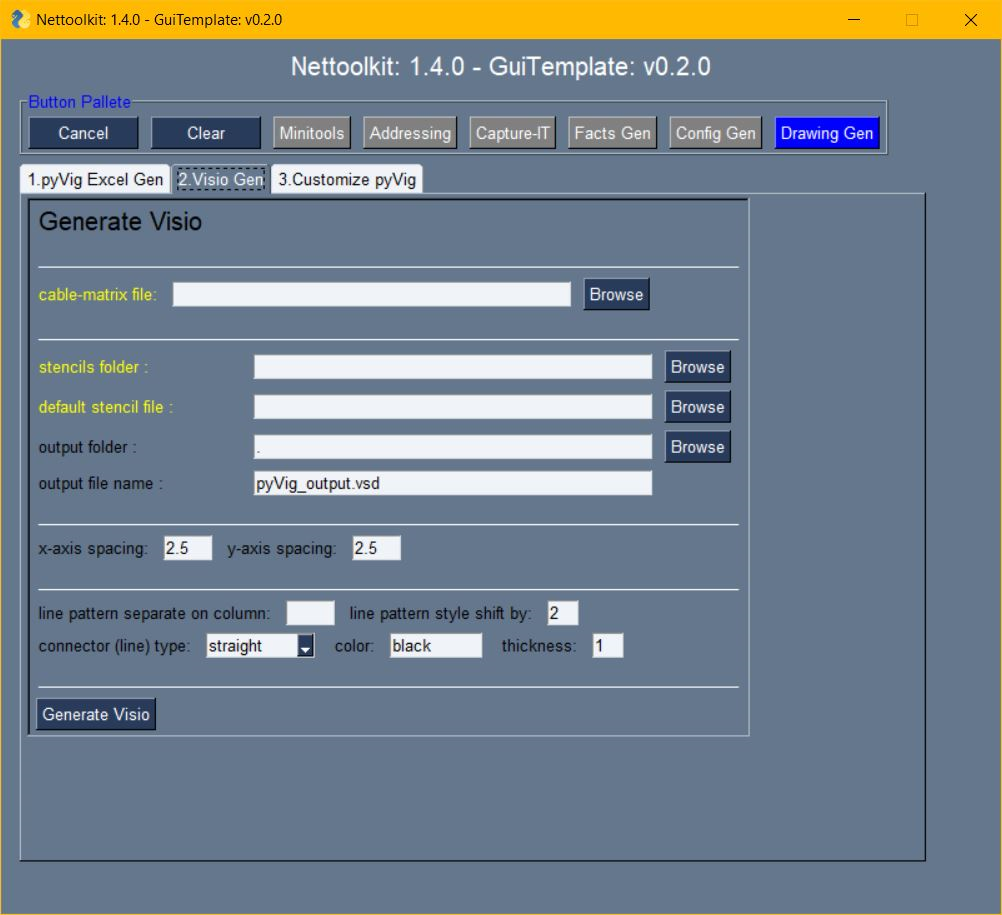 Nettoolkit: 1.4.0 - GuiTemplate: v0.2.0
Nettoolkit: 1.4.0 - GuiTemplate: v0.2.0
Button Pallete
Cancel Clear Minitools Addressing Capture-IT Facts Gen Config Gen Drawing Gen
1.pyVig Excel Gen 2.Visio Gen 3.Customize pyVig
Generate Visio
cable-matrix file: Browse
stencils folder : Browse
default stencil file : Browse
output folder : . Browse
output file name : pyVig_output.vsd
x-axis spacing: 2.5 y-axis spacing: 2.5
line pattern separate on column: line pattern style shift by: 2
connector (line) type: straight color: black thickness: 1
Generate Visio